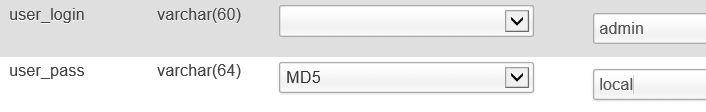 user_login varchar(60) admin
user_pass varchar(64) MD5 local